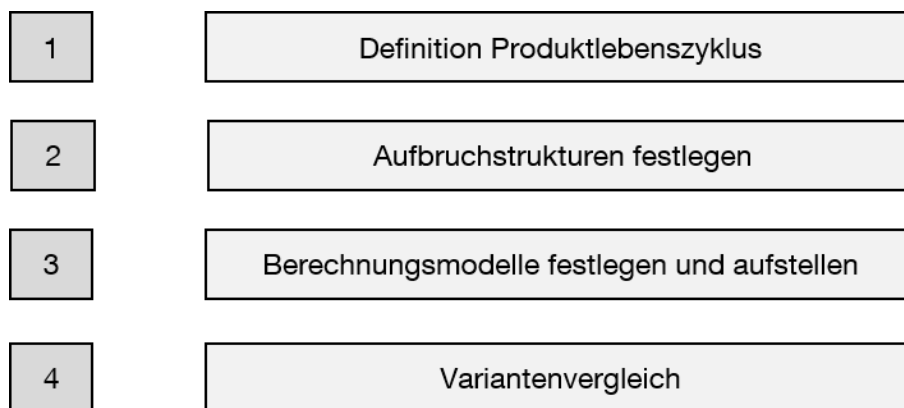 1 Definition Produktlebenszyklus
2 Aufbruchstrukturen festlegen
3 Berechnungsmodelle festlegen und aufstellen
4 Variantenvergleich